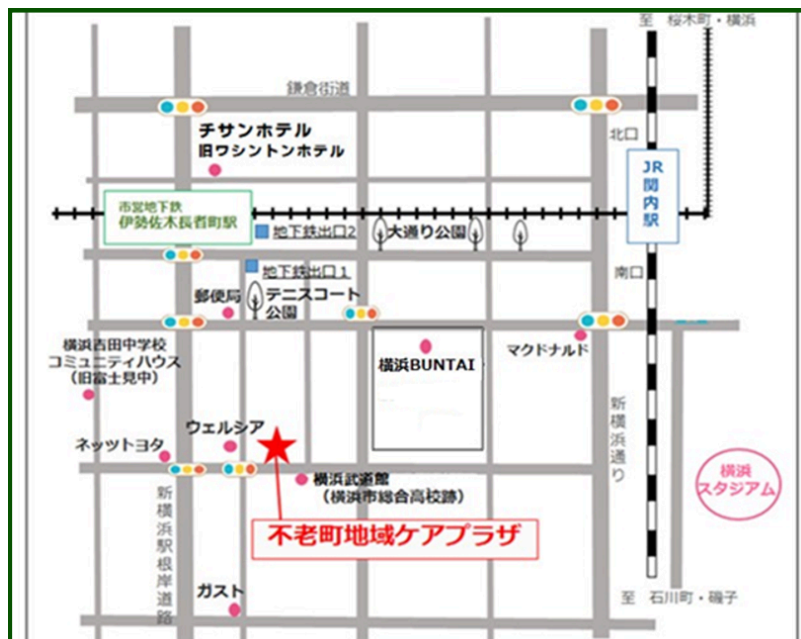 至 桜木町・横浜
鎌倉街道
北口
チサンホテル
旧ワシントンホテル
JR
関内駅
市営地下鉄
伊勢佐木長者町駅
地下鉄出口2
大通り公園
地下鉄出口1
南口
郵便局
テニスコート
公園
横浜吉田中学校
コミュニティハウス
（旧富士見中）
マクドナルド
横浜BUNTAI
新横浜通り
ウェルシア
ネッツトヨタ
横浜武道館
（横浜市総合高校跡）
横浜
スタジアム
新横浜駅根岸道路
不老町地域ケアプラザ
ガスト
至 石川町・磯子